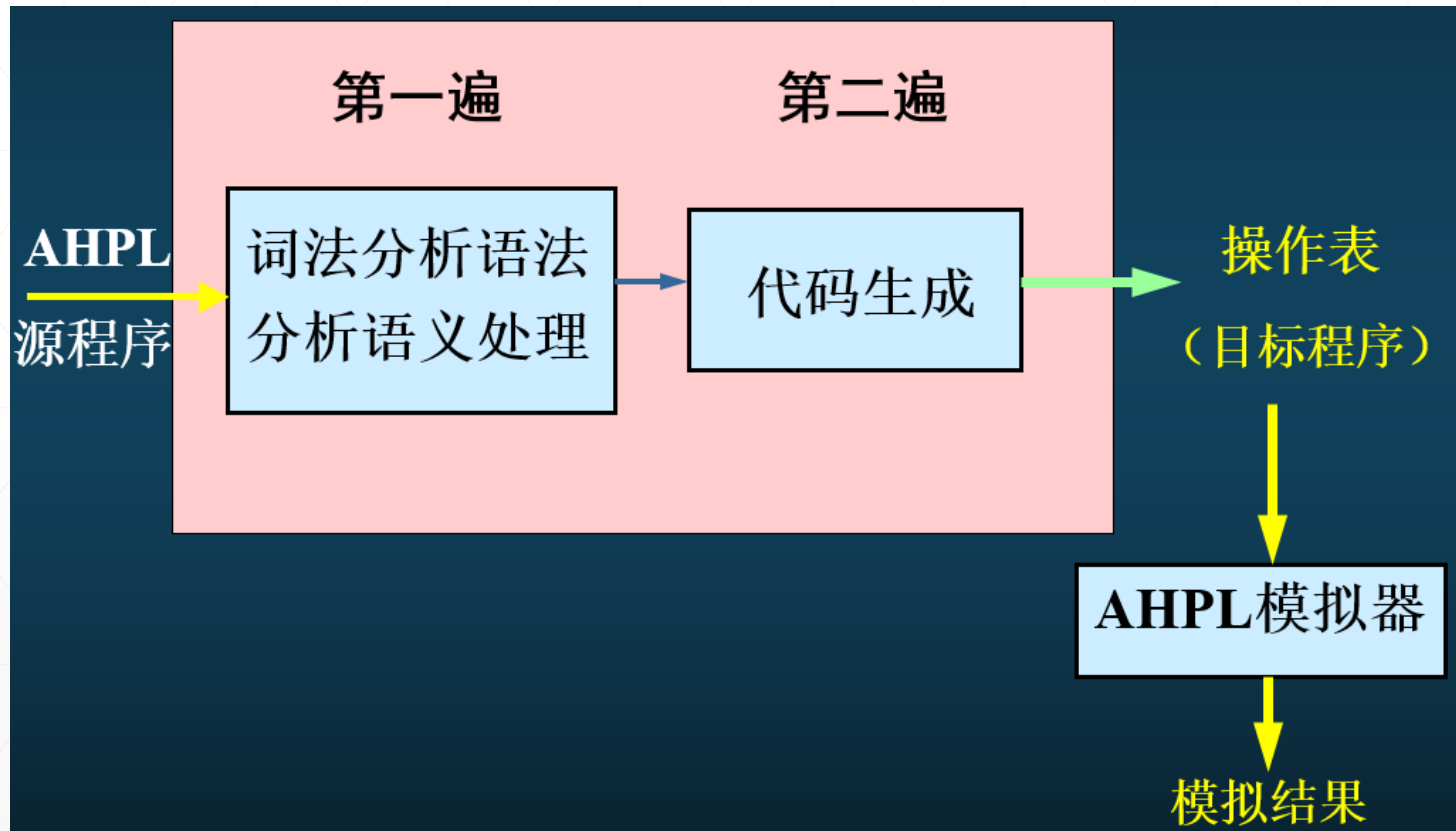 第一遍
第二遍
AHPL
源程序
词法分析语法
分析语义处理
代码生成
操作表
（目标程序）
AHPL模拟器
模拟结果